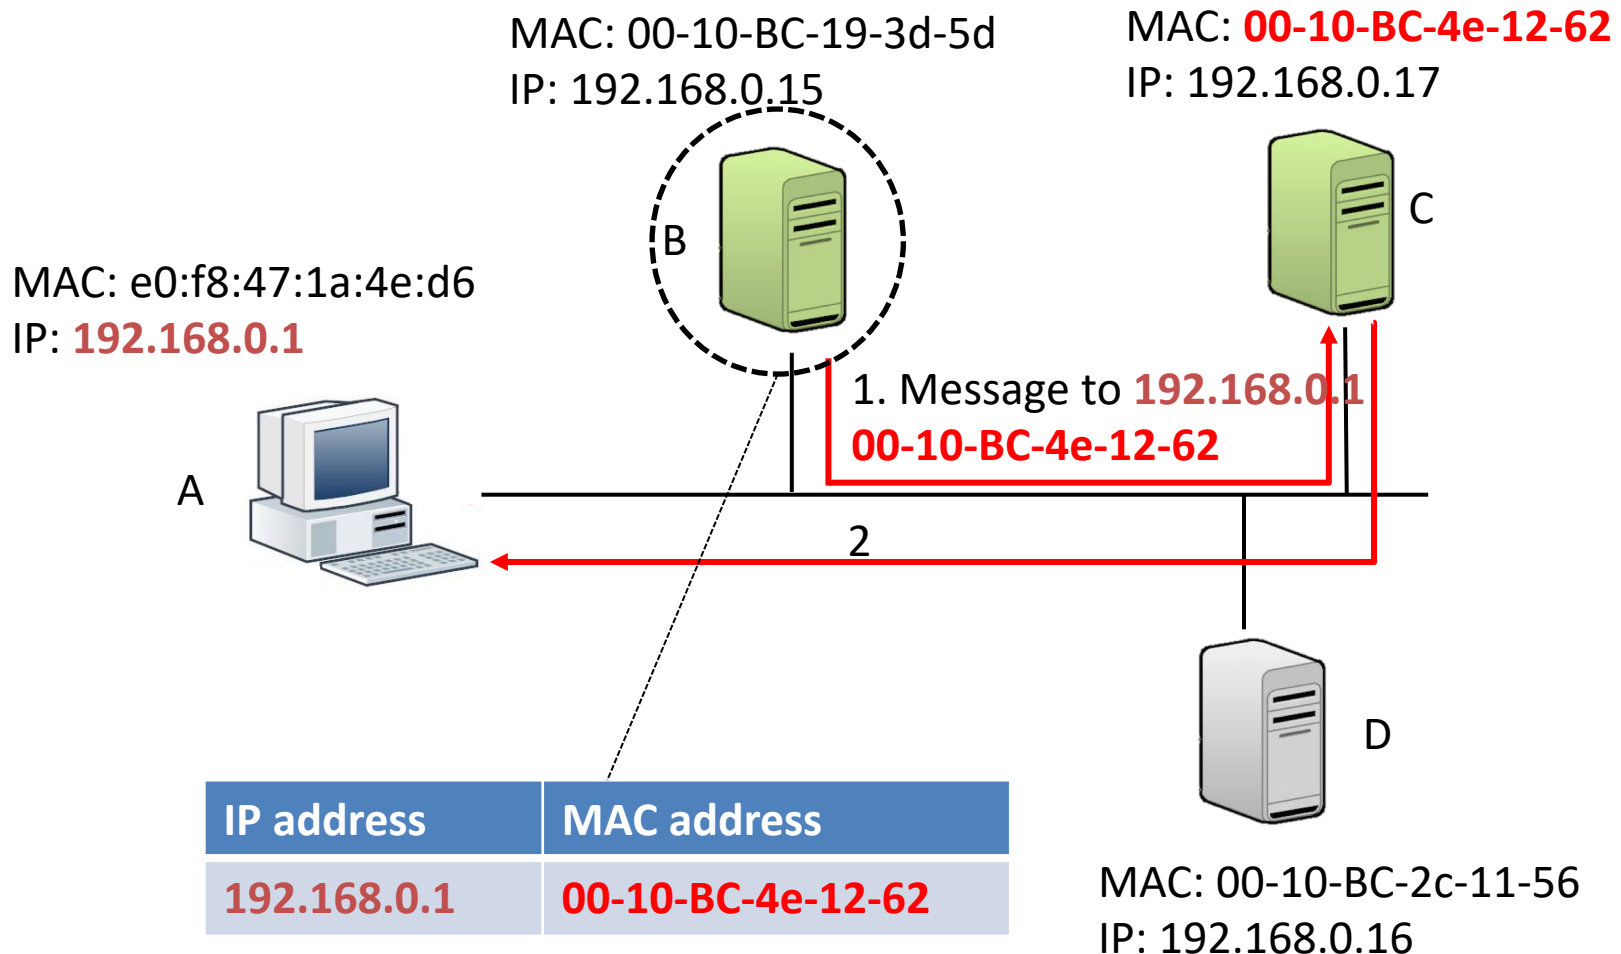 MAC: 00-10-BC-19-3d-5d
IP: 192.168.0.15
MAC: 00-10-BC-4e-12-62
IP: 192.168.0.17
B
C
MAC: e0:f8:47:1a:4e:d6
IP: 192.168.0.1
1. Message to 192.168.0.1
00-10-BC-4e-12-62
A
2
D
IP address MAC address
192.168.0.1 00-10-BC-4e-12-62
MAC: 00-10-BC-2c-11-56
IP: 192.168.0.16